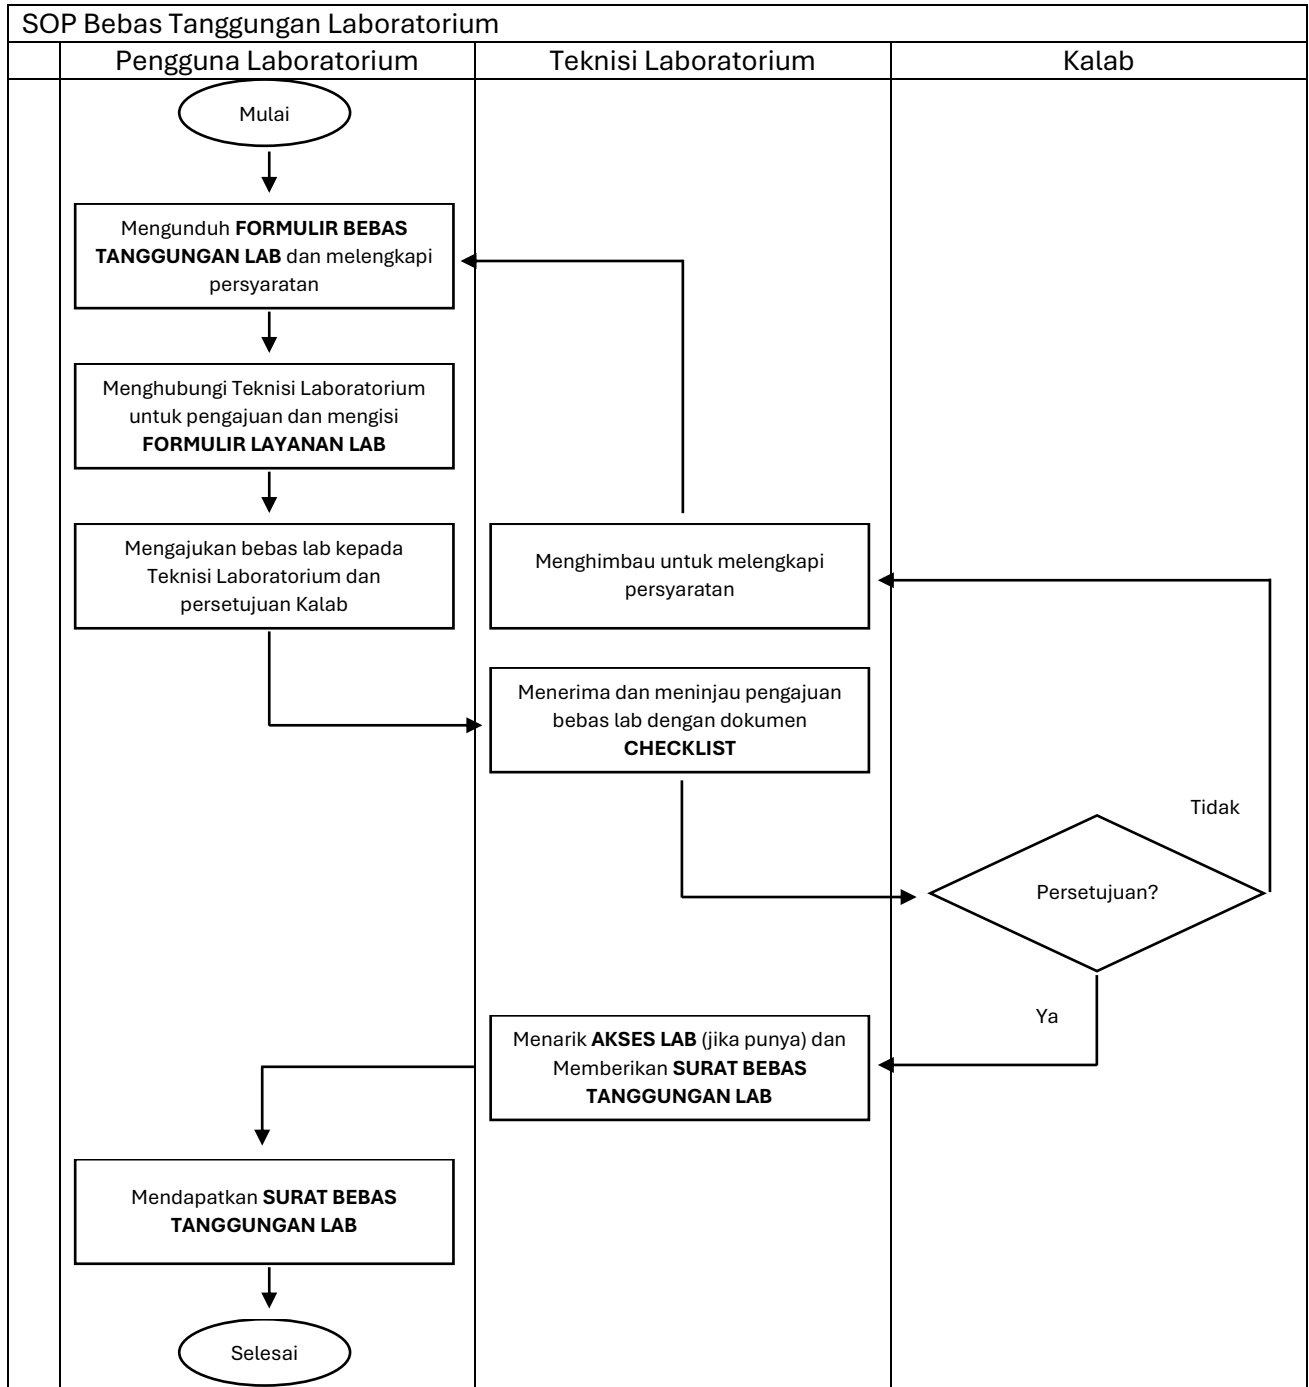 SOP Bebas Tanggungan Laboratorium
Pengguna Laboratorium
Teknisi Laboratorium
Kalab
Mulai
Mengunduh FORMULIR BEBAS
TANGGUNGAN LAB dan melengkapi
persyaratan
Menghubungi Teknisi Laboratorium
untuk pengajuan dan mengisi
FORMULIR LAYANAN LAB
Mengajukan bebas lab kepada
Teknisi Laboratorium dan
persetujuan Kalab
Menghimbau untuk melengkapi
persyaratan
Menerima dan meninjau pengajuan
bebas lab dengan dokumen
CHECKLIST
Tidak
Persetujuan?
Ya
Menarik AKSES LAB (jika punya) dan
Memberikan SURAT BEBAS
TANGGUNGAN LAB
Mendapatkan SURAT BEBAS
TANGGUNGAN LAB
Selesai